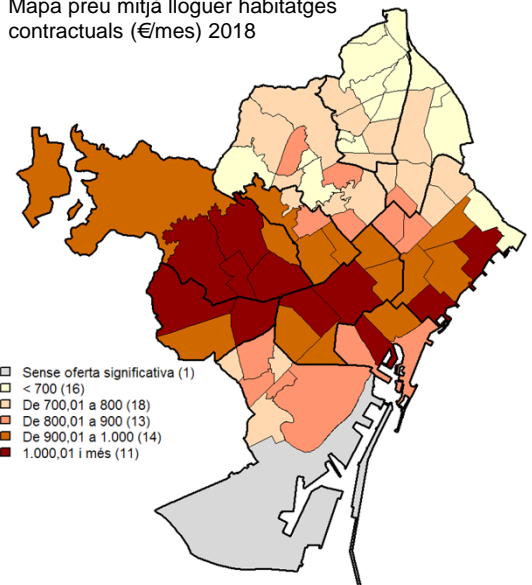 Mapa preu mitjà lloguer habitatges
contractuals (€/mes) 2018
Sense oferta significativa (1)
< 700 (16)
De 700,01 a 800 (18)
De 800,01 a 900 (13)
De 900,01 a 1.000 (14)
1.000,01 i més (11)